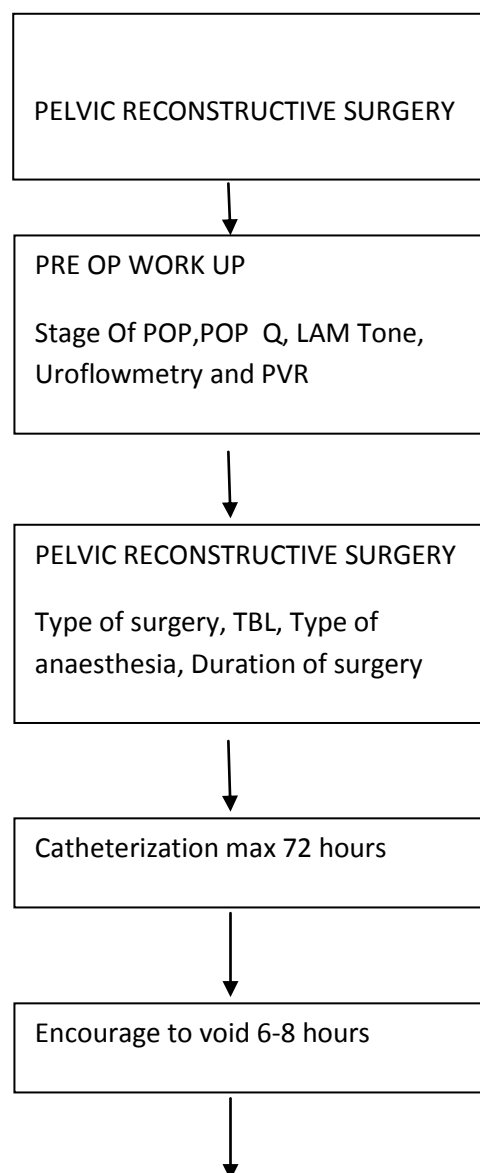 PELVIC RECONSTRUCTIVE SURGERY
PRE OP WORK UP
Stage Of POP,POP Q, LAM Tone,
Uroflowmetry and PVR
PELVIC RECONSTRUCTIVE SURGERY
Type of surgery, TBL, Type of
anaesthesia, Duration of surgery
Catheterization max 72 hours
Encourage to void 6-8 hours